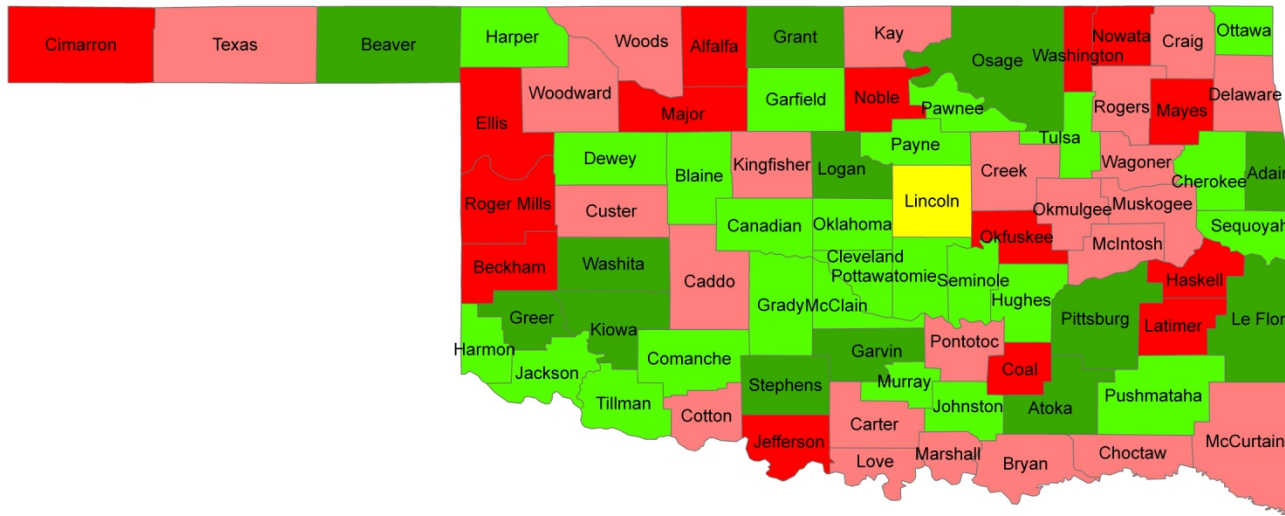 Cimarron
Texas
Beaver
Harper
Woods
Alfalfa
Grant
Kay
Osage
Washington
Nowata
Craig
Ottawa
Woodward
Ellis
Major
Garfield
Noble
Pawnee
Rogers
Mayes
Delaware
Dewey
Blaine
Kingfisher
Logan
Payne
Tulsa
Creek
Wagoner
Cherokee
Adair
Roger Mills
Custer
Canadian
Oklahoma
Lincoln
Okmulgee
Muskogee
Okfuskee
McIntosh
Sequoyah
Beckham
Washita
Caddo
Cleveland
Pottawatomie
Seminole
Haskell
Grady
McClain
Hughes
Greer
Kiowa
Pittsburg
Latimer
Le Flor
Harmon
Jackson
Comanche
Garvin
Pontotoc
Coal
Tillman
Stephens
Murray
Johnston
Atoka
Pushmataha
Cotton
Jefferson
Carter
Love
Marshall
Bryan
Choctaw
McCurtain